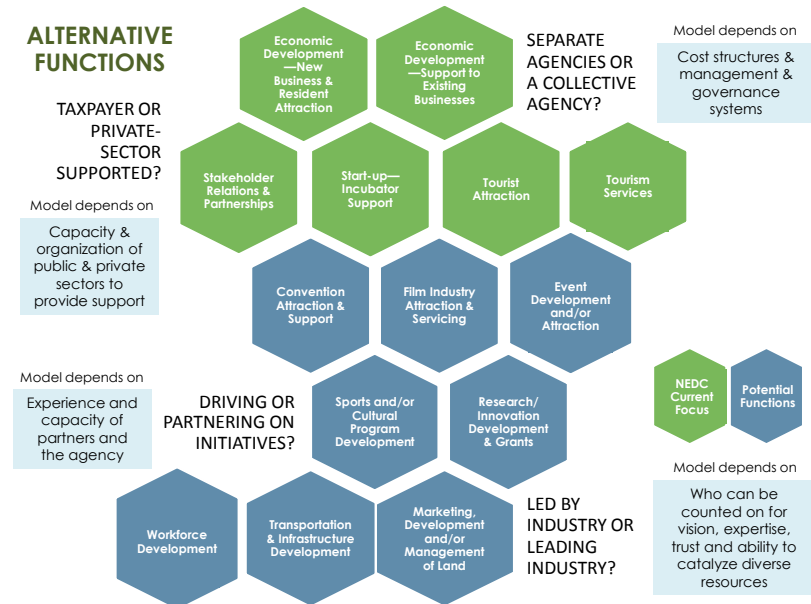 ALTERNATIVE
FUNCTIONS
Economic
Development
—New
Business &
Resident
Attraction
Economic
Development
—Support to
Existing
Businesses
SEPARATE
AGENCIES OR
A COLLECTIVE
AGENCY?
Model depends on
Cost structures &
management &
governance
systems
TAXPAYER OR
PRIVATE-
SECTOR
SUPPORTED?
Model depends on
Capacity &
organization of
public & private
sectors to
provide support
Stakeholder
Relations &
Partnerships
Start-up—
Incubator
Support
Tourist
Attraction
Tourism
Services
Convention
Attraction &
Support
Film Industry
Attraction &
Servicing
Event
Development
and/or
Attraction
Model depends on
Experience and
capacity of
partners and
the agency
DRIVING OR
PARTNERING ON
INITIATIVES?
Sports and/or
Cultural
Program
Development
Research/
Innovation
Development
& Grants
NEDC
Current
Focus
Potential
Functions
Workforce
Development
Transportation
& Infrastructure
Development
Marketing,
Development
and/or
Management
of Land
LED BY
INDUSTRY OR
LEADING
INDUSTRY?
Model depends on
Who can be
counted on for
vision, expertise,
trust and ability to
catalyze diverse
resources